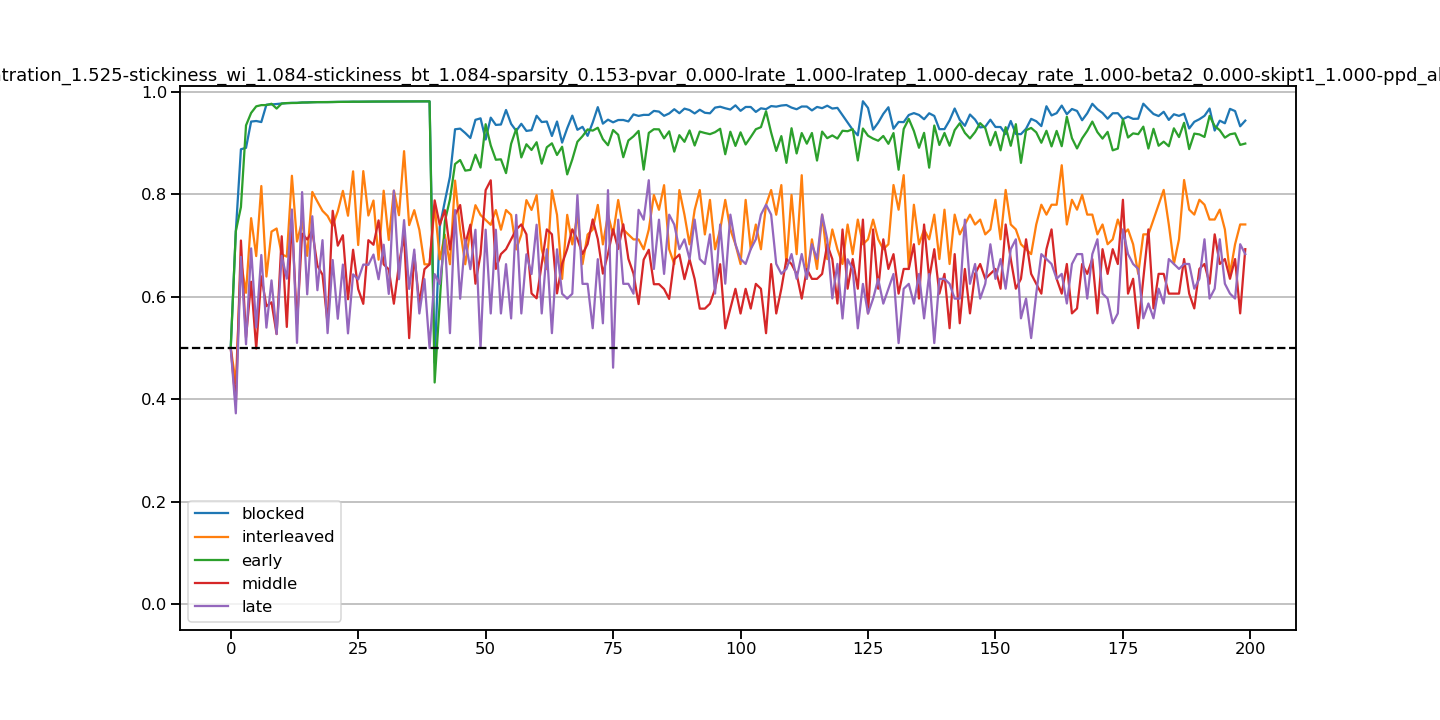 tration_1.525-stickiness_wi_1.084-stickiness_bt_1.084-sparsity_0.153-pvar_0.000-lrate_1.000-lratep_1.000-decay_rate_1.000-beta2_0.000-skipt1_1.000-ppd_al
1.0
0.8
0.6
0.4
0.2
0.0
blocked
interleaved
early
middle
late
0 25 50 75 100 125 150 175 200